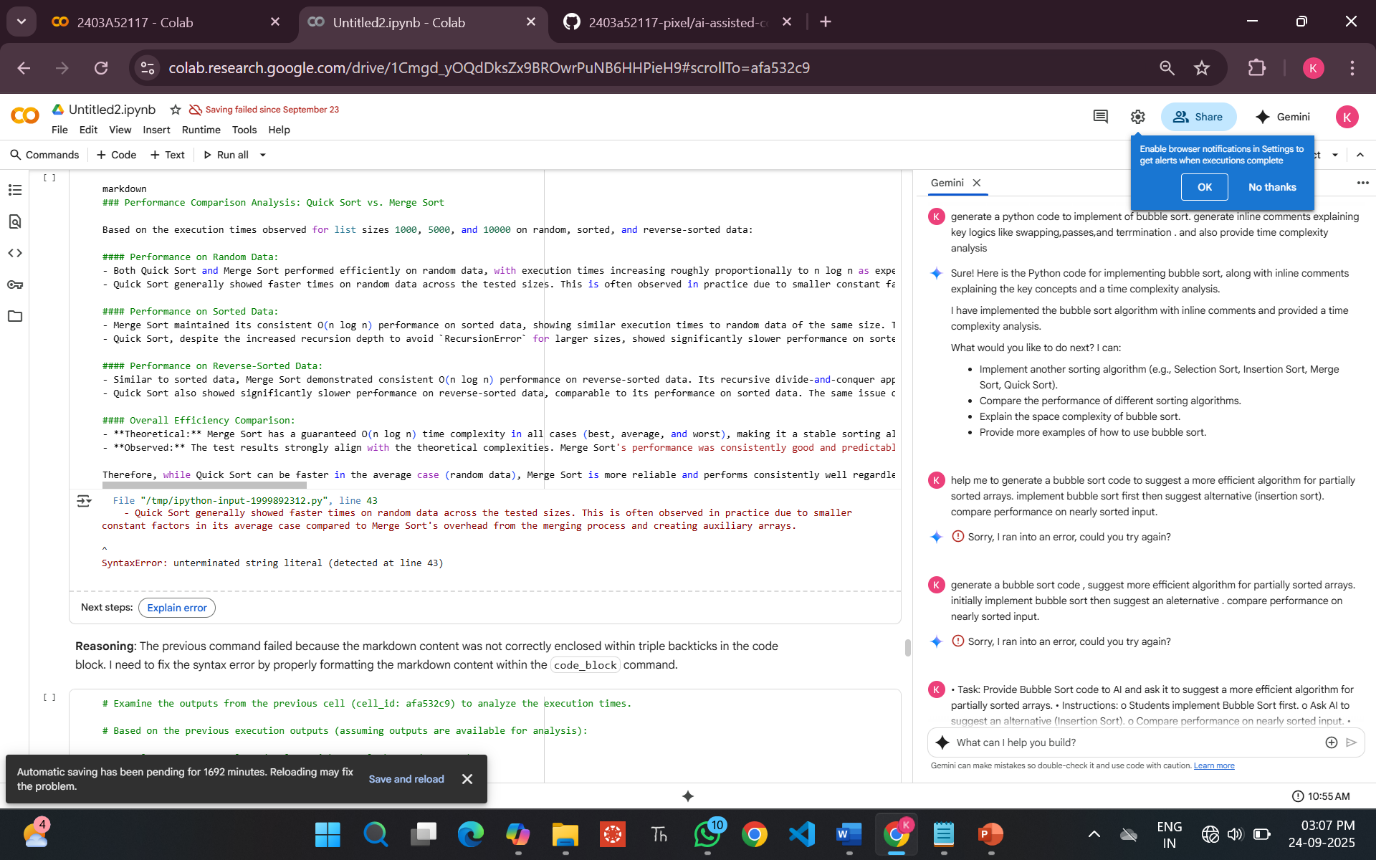 2403A52117 - Colab
Untitled2.ipynb - Colab
2403a52117-pixel/ai-assisted-c
colab.research.google.com/drive/1Cmgd_yOQdDksZx9BROwrPuNB6HHPieH9#scrollTo=afa532c9
K
Untitled2.ipynb
Saving failed since September 23
File Edit View Insert Runtime Tools Help
Share
Gemini
K
Commands + Code + Text Run all
Enable browser notifications in Settings to
get alerts when executions complete
OK No thanks
[ ]
markdown
### Performance Comparison Analysis: Quick Sort vs. Merge Sort
Based on the execution times observed for list sizes 1000, 5000, and 10000 on random, sorted, and reverse-sorted data:
#### Performance on Random Data:
- Both Quick Sort and Merge Sort performed efficiently on random data, with execution times increasing roughly proportionally to n log n as expe
- Quick Sort generally showed faster times on random data across the tested sizes. This is often observed in practice due to smaller constant fa
#### Performance on Sorted Data:
- Merge Sort maintained its consistent O(n log n) performance on sorted data, showing similar execution times to random data of the same size. T
- Quick Sort, despite the increased recursion depth to avoid `RecursionError` for larger sizes, showed significantly slower performance on sorte
#### Performance on Reverse-Sorted Data:
- Similar to sorted data, Merge Sort demonstrated consistent O(n log n) performance on reverse-sorted data. Its recursive divide-and-conquer app
- Quick Sort also showed significantly slower performance on reverse-sorted data, comparable to its performance on sorted data. The same issue o
#### Overall Efficiency Comparison:
- **Theoretical:** Merge Sort has a guaranteed O(n log n) time complexity in all cases (best, average, and worst), making it a stable sorting al
- **Observed:** The test results strongly align with the theoretical complexities. Merge Sort's performance was consistently good and predictabl
Therefore, while Quick Sort can be faster in the average case (random data), Merge Sort is more reliable and performs consistently well regardle
File "/tmp/ipython-input-1999892312.py", line 43
- Quick Sort generally showed faster times on random data across the tested sizes. This is often observed in practice due to smaller
constant factors in its average case compared to Merge Sort's overhead from the merging process and creating auxiliary arrays.
^
SyntaxError: unterminated string literal (detected at line 43)
Next steps: Explain error
Reasoning: The previous command failed because the markdown content was not correctly enclosed within triple backticks in the code
block. I need to fix the syntax error by properly formatting the markdown content within the code_block command.
[ ]
# Examine the outputs from the previous cell (cell_id: afa532c9) to analyze the execution times.
# Based on the previous execution outputs (assuming outputs are available for analysis):
Automatic saving has been pending for 1692 minutes. Reloading may fix
the problem.
Save and reload
Gemini
K
generate a python code to implement of bubble sort. generate inline comments explaining
key logics like swapping,passes,and terrmination . and also provide time complexity
analysis
Sure! Here is the Python code for implementing bubble sort, along with inline comments
explaining the key concepts and a time complexity analysis.
I have implemented the bubble sort algorithm with inline comments and provided a time
complexity analysis.
What would you like to do next? I can:
• Implement another sorting algorithm (e.g., Selection Sort, Insertion Sort, Merge
Sort, Quick Sort).
• Compare the performance of different sorting algorithms.
• Explain the space complexity of bubble sort.
• Provide more examples of how to use bubble sort.
K
help me to generate a bubble sort code to suggest a more efficient algorithm for partially
sorted arrays. implement bubble sort first then suggest alternative (insertion sort).
compare performance on nearly sorted input.
Sorry, I ran into an error, could you try again?
K
generate a bubble sort code , suggest more efficient algorithm for partially sorted arrays.
initially implement bubble sort then suggest an aleternative . compare performance on
nearly sorted input.
Sorry, I ran into an error, could you try again?
K
• Task: Provide Bubble Sort code to AI and ask it to suggest a more efficient algorithm for
partially sorted arrays. • Instructions: o Students implement Bubble Sort first. o Ask AI to
suggest an alternative (Insertion Sort). o Compare performance on nearly sorted input. •
What can I help you build?
Gemini can make mistakes so double-check it and use code with caution. Learn more
10:55 AM
4
Th
10
K
ENG
IN
03:07 PM
24-09-2025